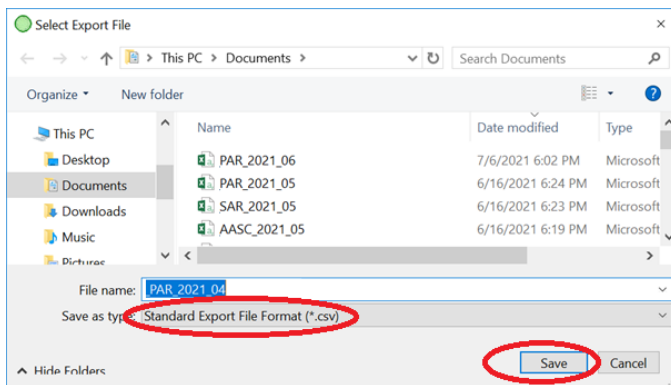 Select Export File
This PC > Documents >
Search Documents
Organize
New folder
This PC
Desktop
Documents
Downloads
Music
Pictures
Name Date modified Type
PAR_2021_06 7/6/2021 6:02 PM Microsoft
PAR_2021_05 6/16/2021 6:24 PM Microsoft
SAR_2021_05 6/16/2021 6:23 PM Microsoft
AASC_2021_05 6/16/2021 6:19 PM Microsoft
File name: PAR_2021_04
Save as type: Standard Export File Format (*.csv)
Hide Folders
Save
Cancel